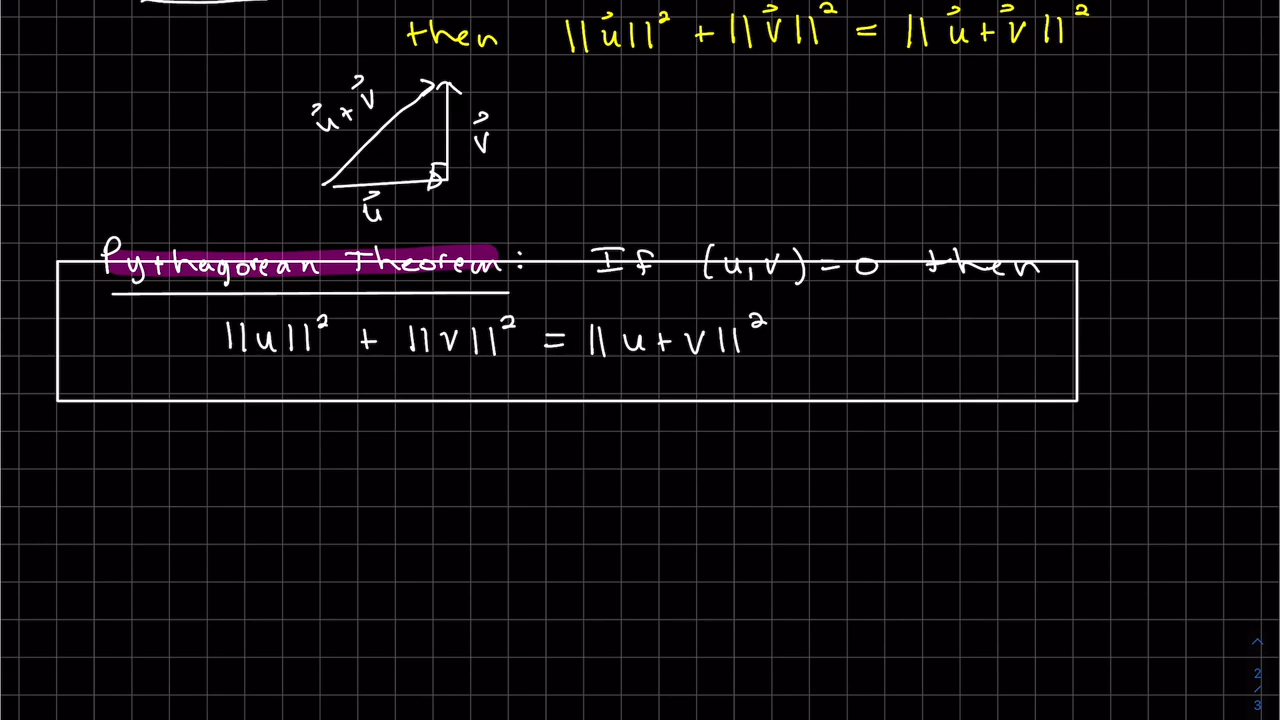 then ||u⃗||² + ||v⃗||² = ||u⃗ + v⃗||²
u⃗ + v⃗
v⃗
u⃗
Pythagorean Theorem: If (u,v) = 0 then
||u||² + ||v||² = ||u + v||²
2/3